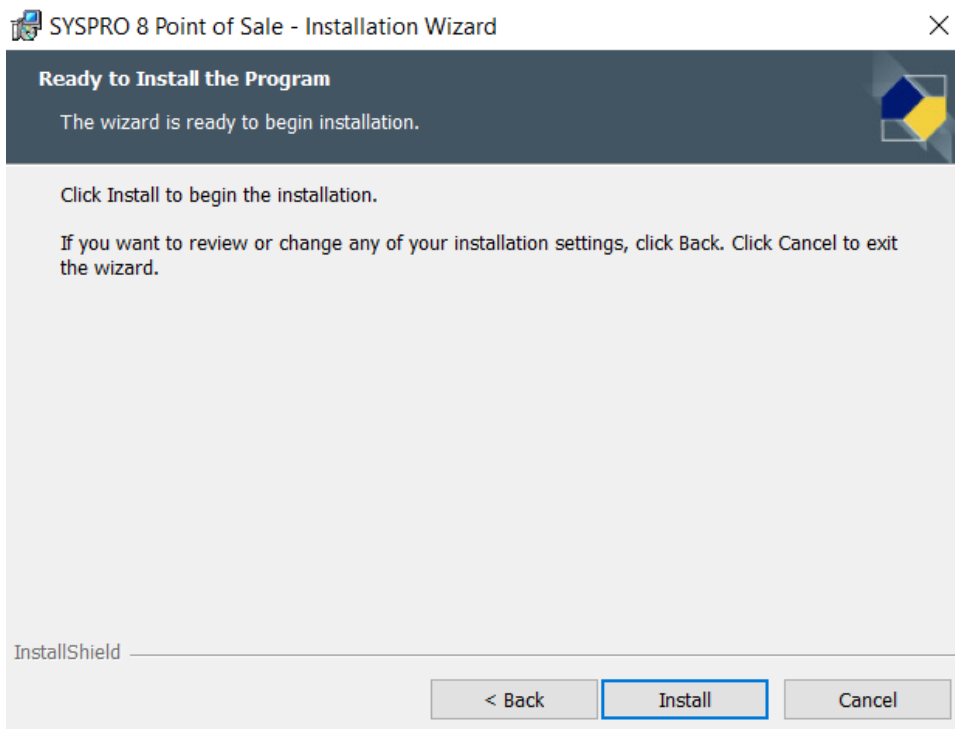 SYSPRO 8 Point of Sale - Installation Wizard
Ready to Install the Program
The wizard is ready to begin installation.
Click Install to begin the installation.
If you want to review or change any of your installation settings, click Back. Click Cancel to exit
the wizard.
InstallShield
< Back Install Cancel